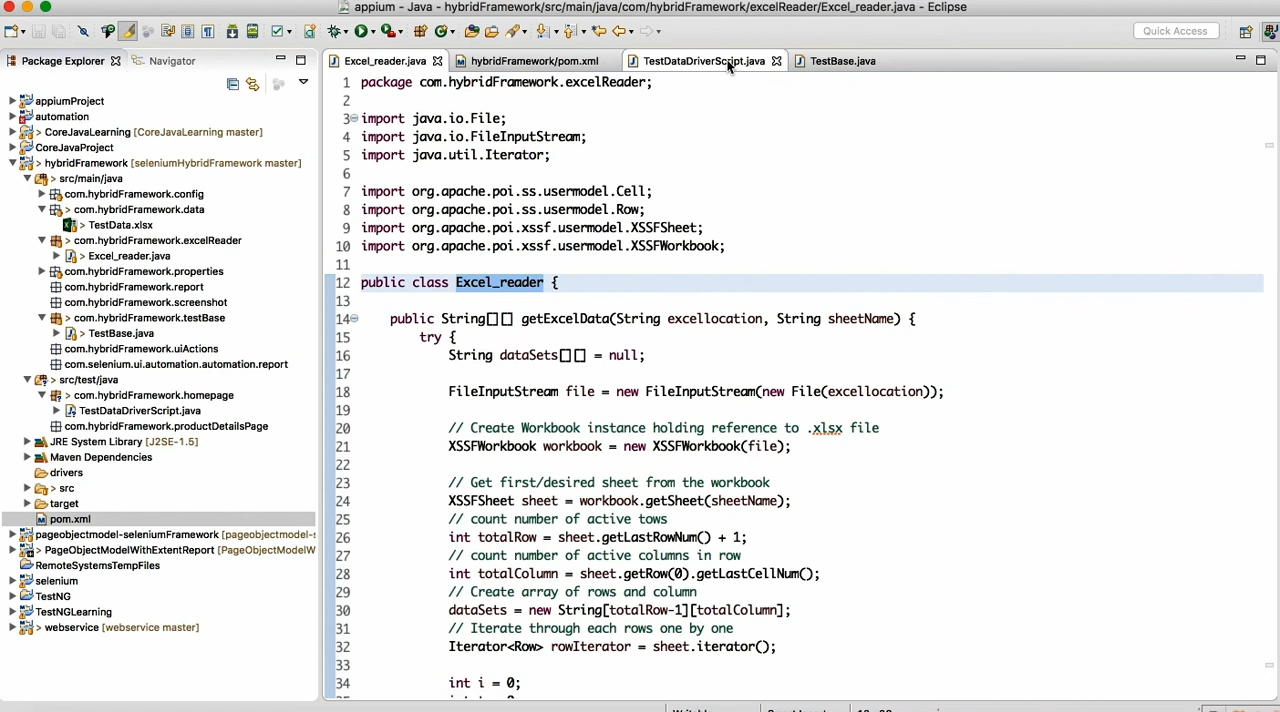 appium - Java - hybridFramework/src/main/java/com/hybridFramework/excelReader/Excel_reader.java - Eclipse
Quick Access
Package Explorer
Navigator
Excel_reader.java
hybridFramework/pom.xml
TestDataDriverScript.java
TestBase.java
appiumProject
automation
> CoreJavaLearning [CoreJavaLearning master]
CoreJavaProject
> hybridFramework [seleniumHybridFramework master]
> src/main/java
com.hybridFramework.config
> com.hybridFramework.data
> TestData.xlsx
> com.hybridFramework.excelReader
> Excel_reader.java
com.hybridFramework.properties
com.hybridFramework.report
com.hybridFramework.screenshot
> com.hybridFramework.testBase
> TestBase.java
com.hybridFramework.uiActions
com.selenium.ui.automation.automation.report
> src/test/java
> com.hybridFramework.homepage
TestDataDriverScript.java
com.hybridFramework.productDetailsPage
JRE System Library [J2SE-1.5]
Maven Dependencies
drivers
> src
target
pom.xml
pageobjectmodel-seleniumFramework [pageobjectmodel-s
> PageObjectModelWithExtentReport [PageObjectModelW
RemoteSystemsTempFiles
selenium
TestNG
TestNGLearning
> webservice [webservice master]
1 package com.hybridFramework.excelReader;
2
3 import java.io.File;
4 import java.io.FileInputStream;
5 import java.util.Iterator;
6
7 import org.apache.poi.ss.usermodel.Cell;
8 import org.apache.poi.ss.usermodel.Row;
9 import org.apache.poi.xssf.usermodel.XSSFSheet;
10 import org.apache.poi.xssf.usermodel.XSSFWorkbook;
11
12 public class Excel_reader {
13
14 public String[][] getExcelData(String excellocation, String sheetName) {
15 try {
16 String dataSets[][] = null;
17
18 FileInputStream file = new FileInputStream(new File(excellocation));
19
20 // Create Workbook instance holding reference to .xlsx file
21 XSSFWorkbook workbook = new XSSFWorkbook(file);
22
23 // Get first/desired sheet from the workbook
24 XSSFSheet sheet = workbook.getSheet(sheetName);
25 // count number of active tows
26 int totalRow = sheet.getLastRowNum() + 1;
27 // count number of active columns in row
28 int totalColumn = sheet.getRow(0).getLastCellNum();
29 // Create array of rows and column
30 dataSets = new String[totalRow-1][totalColumn];
31 // Iterate through each rows one by one
32 Iterator<Row> rowIterator = sheet.iterator();
33
34 int i = 0;